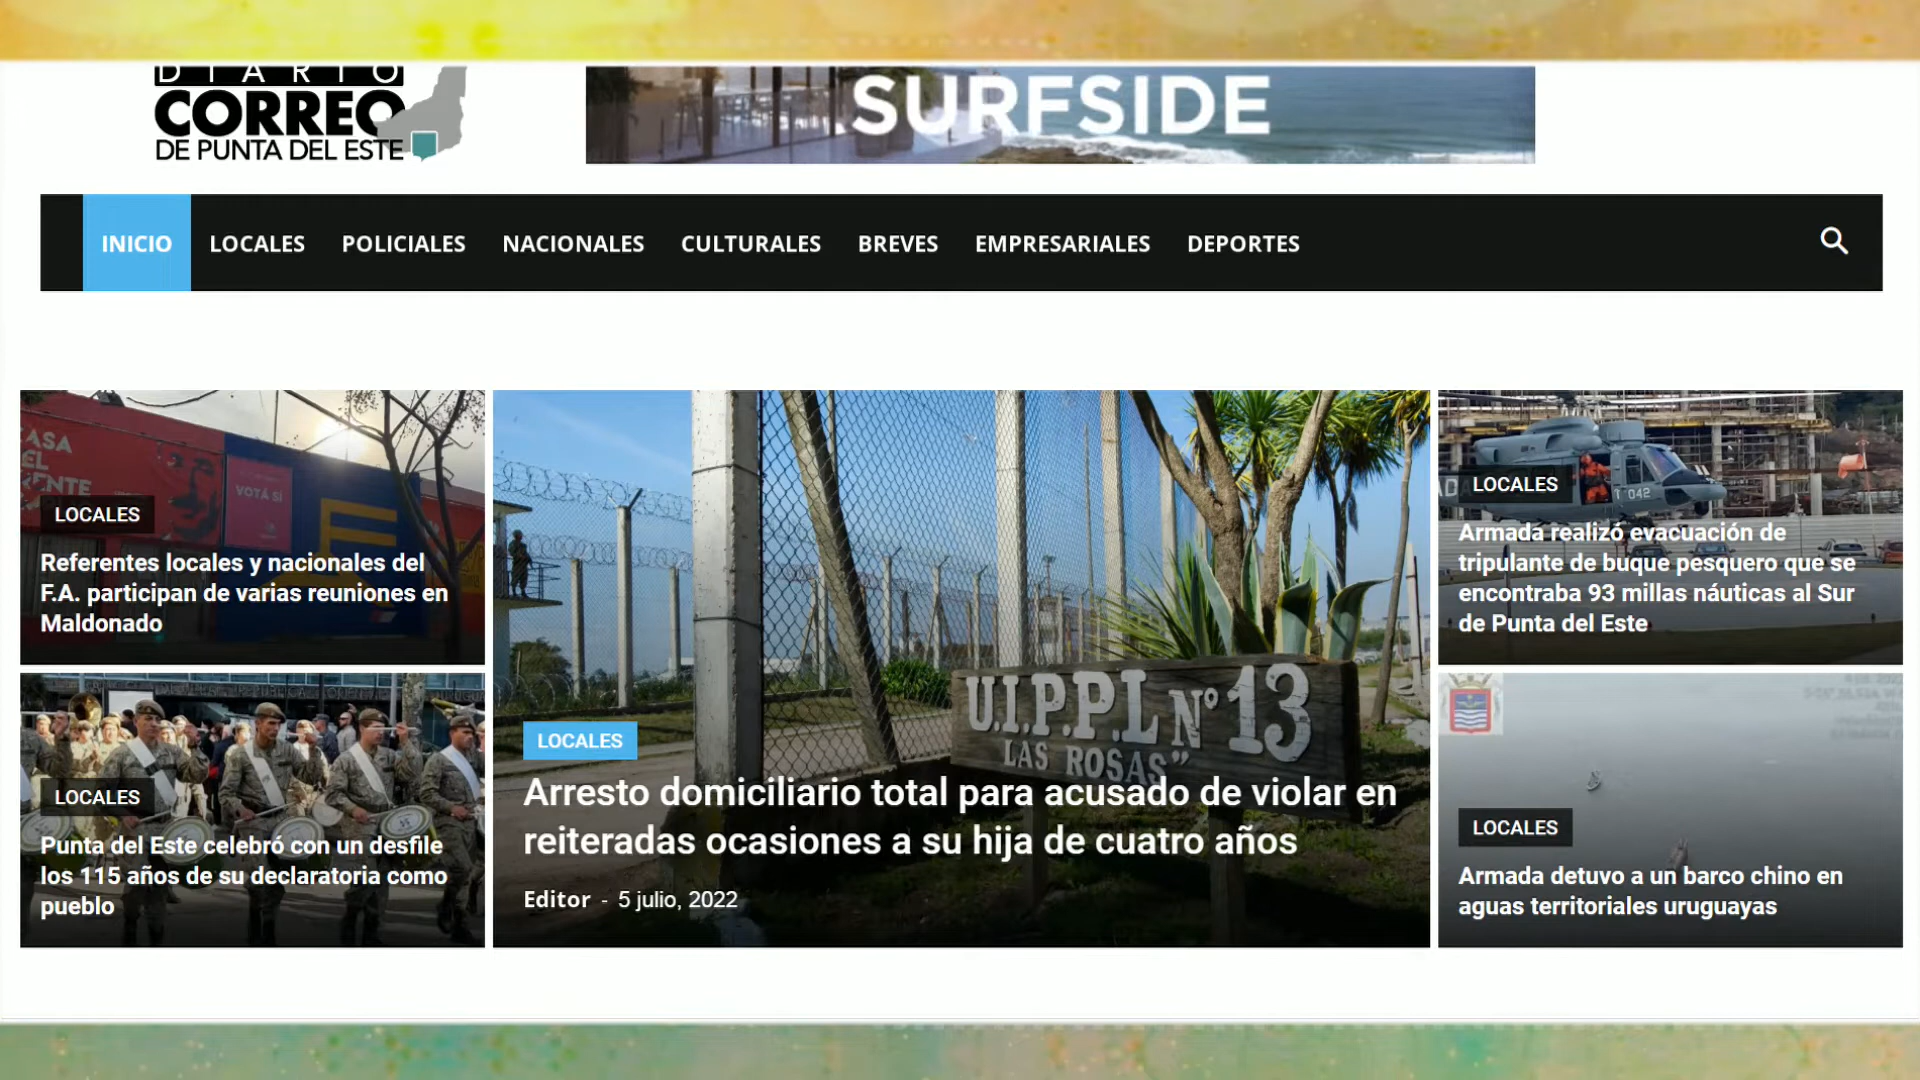 DIARIO
CORREO
DE PUNTA DEL ESTE
SURFSIDE
INICIO LOCALES POLICIALES NACIONALES CULTURALES BREVES EMPRESARIALES DEPORTES
VOTÁ SÍ
LOCALES
Referentes locales y nacionales del
F.A. participan de varias reuniones en
Maldonado
LOCALES
Punta del Este celebró con un desfile
los 115 años de su declaratoria como
pueblo
U.I.P.P.L Nº 13
LAS ROSAS"
LOCALES
Arresto domiciliario total para acusado de violar en
reiteradas ocasiones a su hija de cuatro años
Editor - 5 julio, 2022
042
LOCALES
Armada realizó evacuación de
tripulante de buque pesquero que se
encontraba 93 millas náuticas al Sur
de Punta del Este
LOCALES
Armada detuvo a un barco chino en
aguas territoriales uruguayas